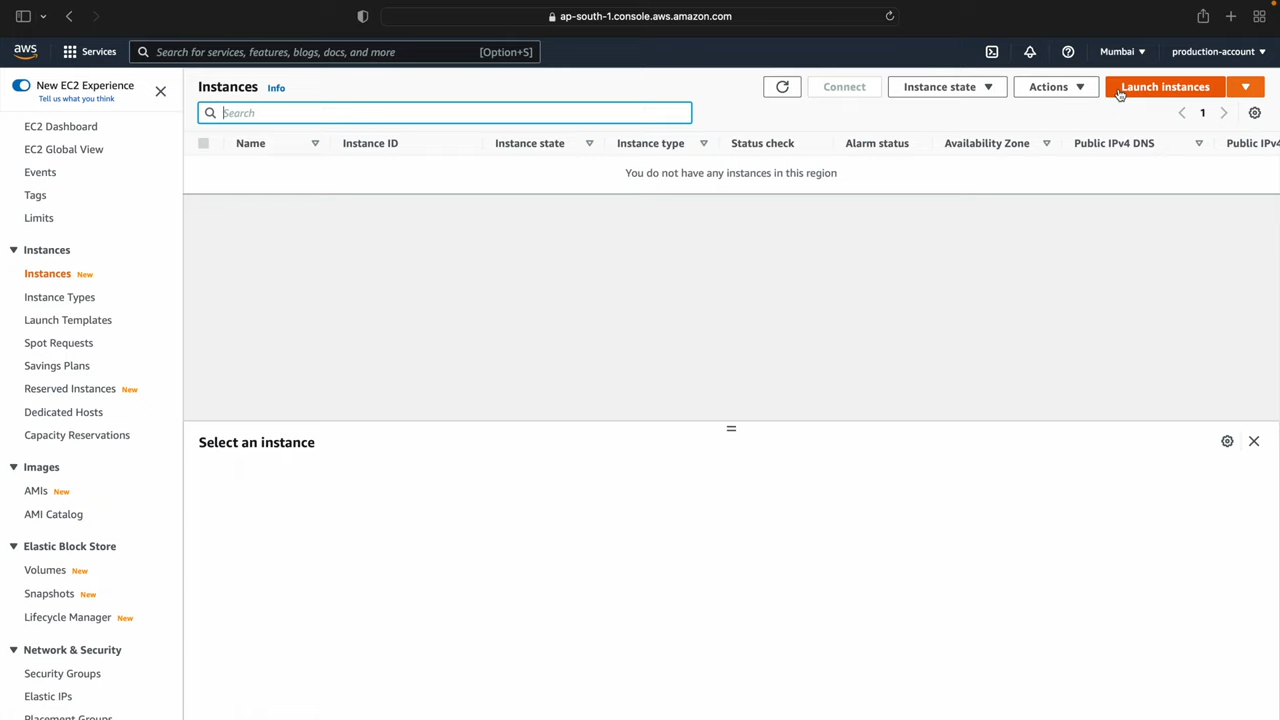 ap-south-1.console.aws.amazon.com
aws Services Search for services, features, blogs, docs, and more [Option+S] Mumbai production-account
New EC2 Experience
Tell us what you think
EC2 Dashboard
EC2 Global View
Events
Tags
Limits
Instances
Instances New
Instance Types
Launch Templates
Spot Requests
Savings Plans
Reserved Instances New
Dedicated Hosts
Capacity Reservations
Images
AMIs New
AMI Catalog
Elastic Block Store
Volumes New
Snapshots New
Lifecycle Manager New
Network & Security
Security Groups
Elastic IPs
Placement Groups
Instances Info Connect Instance state Actions Launch instances
Search 1
Name Instance ID Instance state Instance type Status check Alarm status Availability Zone Public IPv4 DNS Public IPv4
You do not have any instances in this region
Select an instance